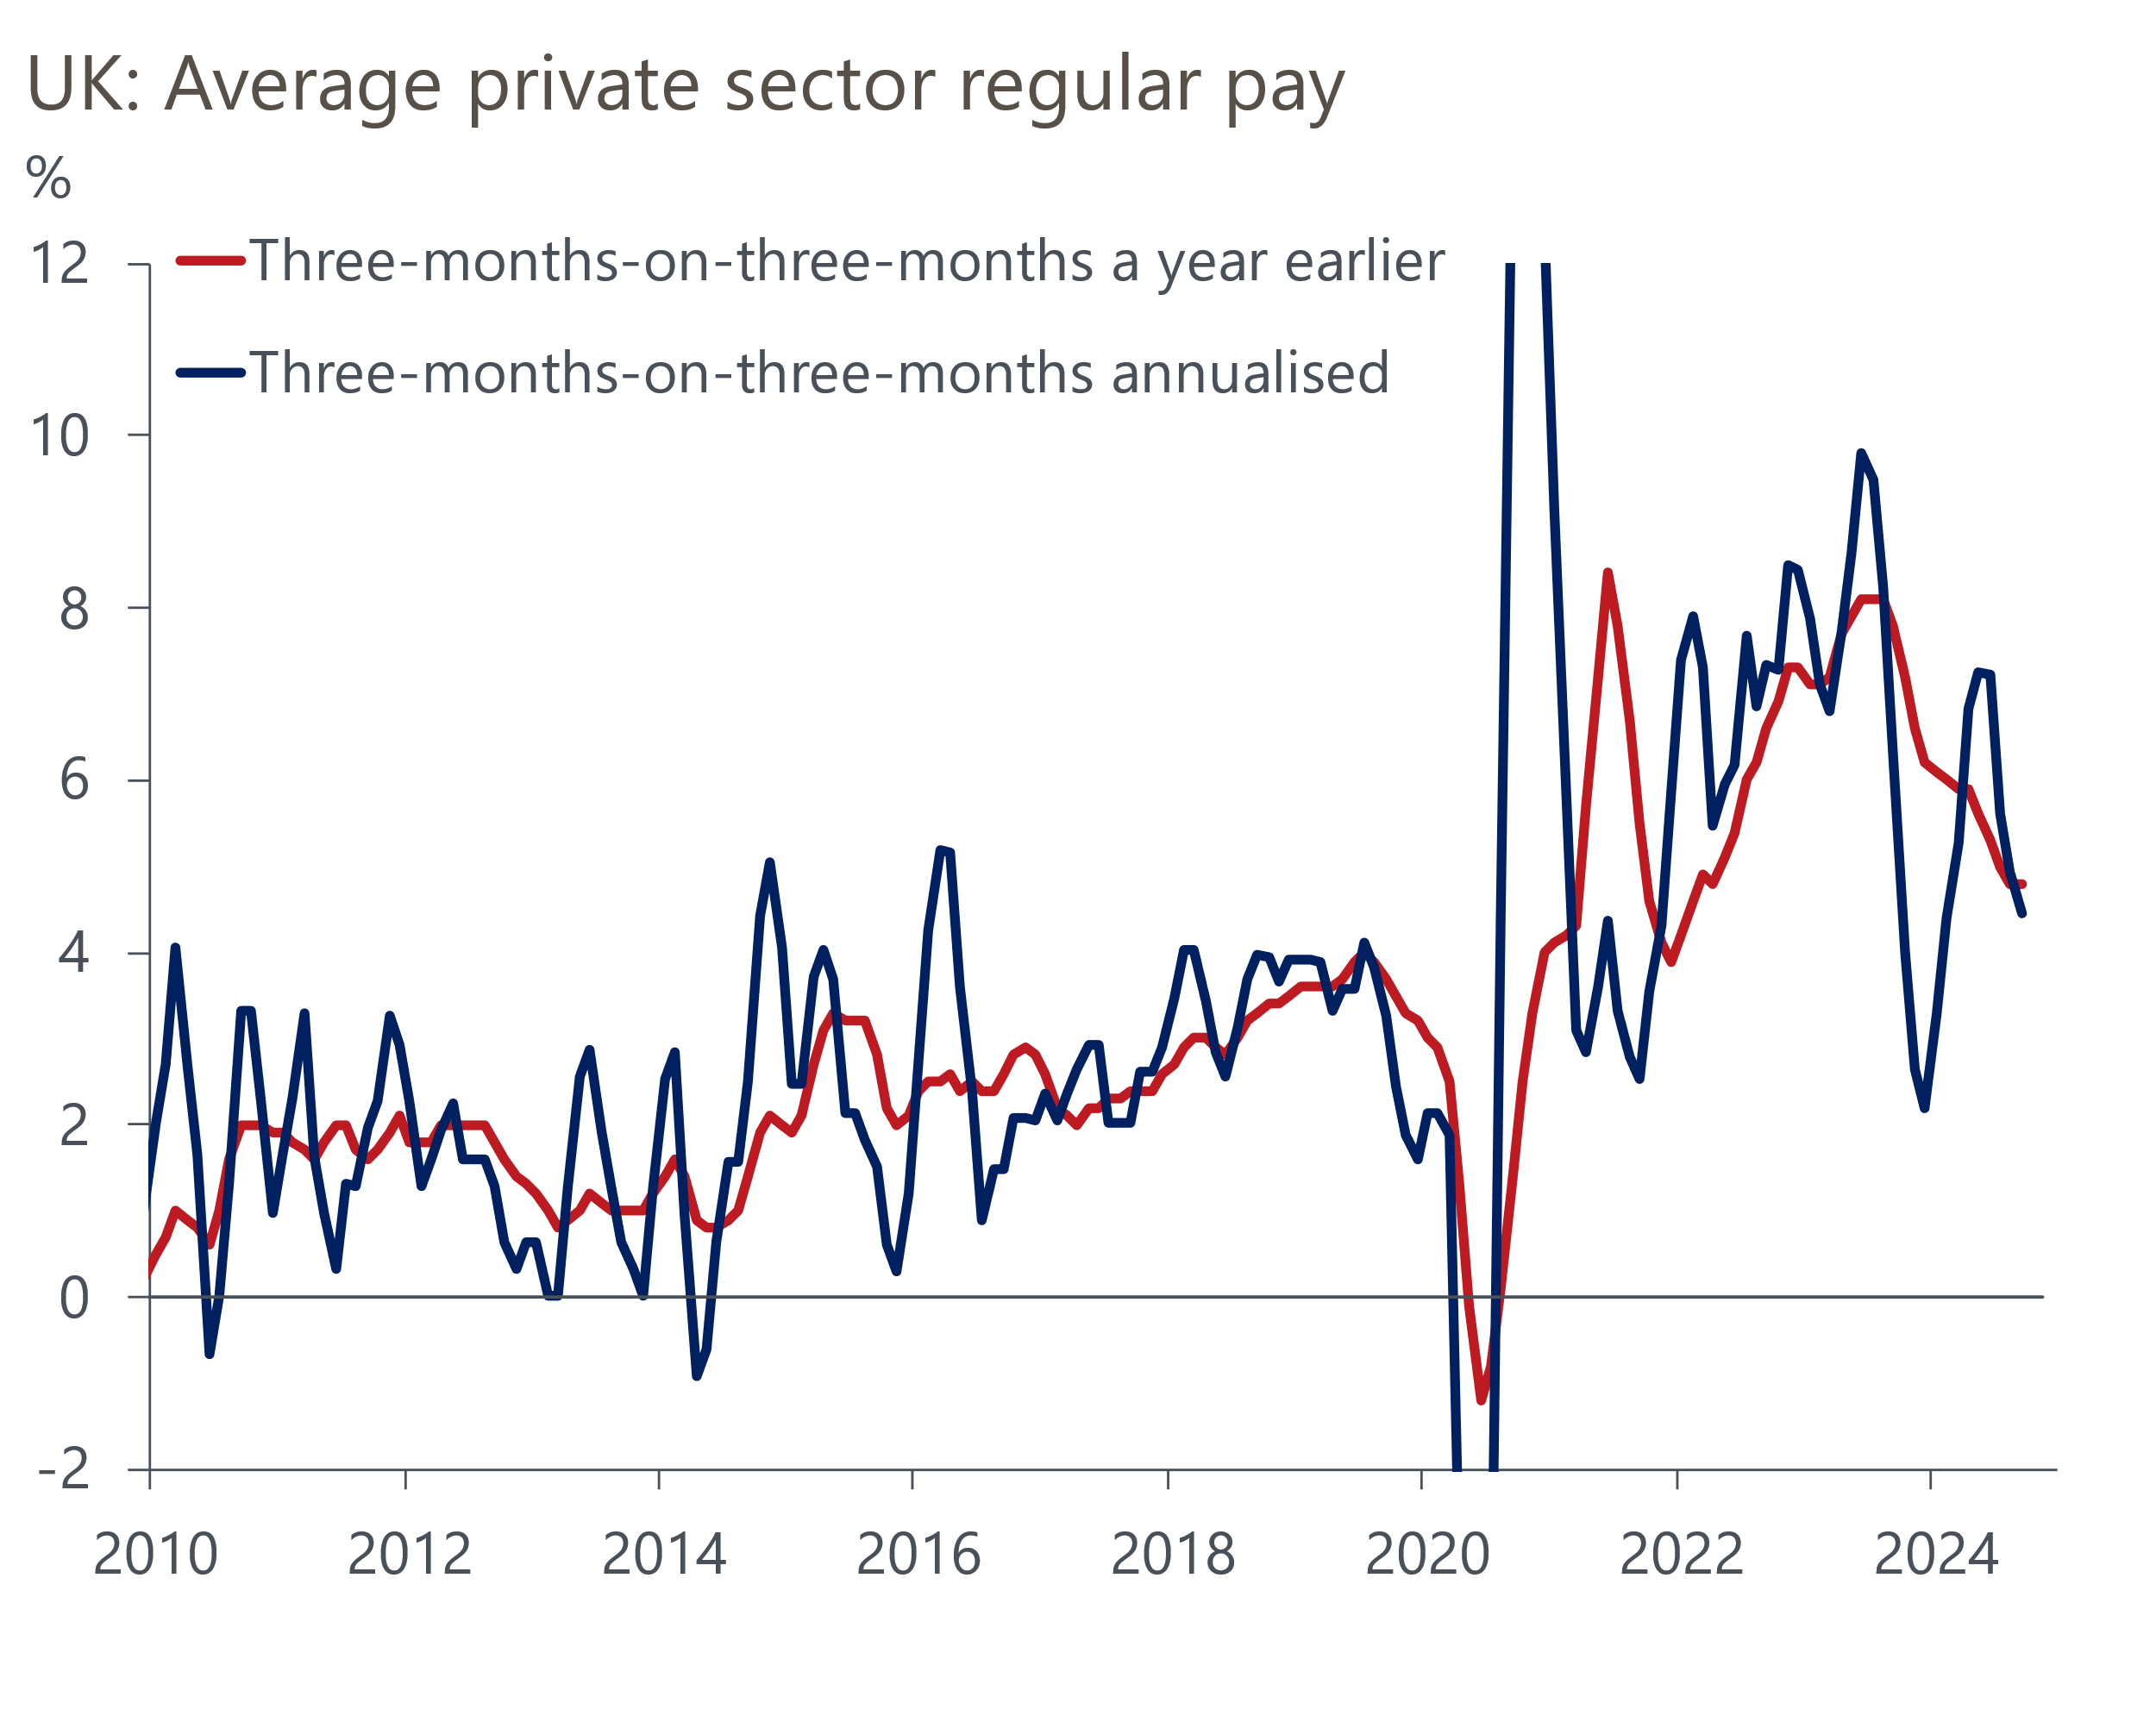 UK: Average private sector regular pay
%
12
Three-months-on-three-months a year earlier
Three-months-on-three-months annualised
10
8
6
4
2
0
-2
2010 2012 2014 2016 2018 2020 2022 2024